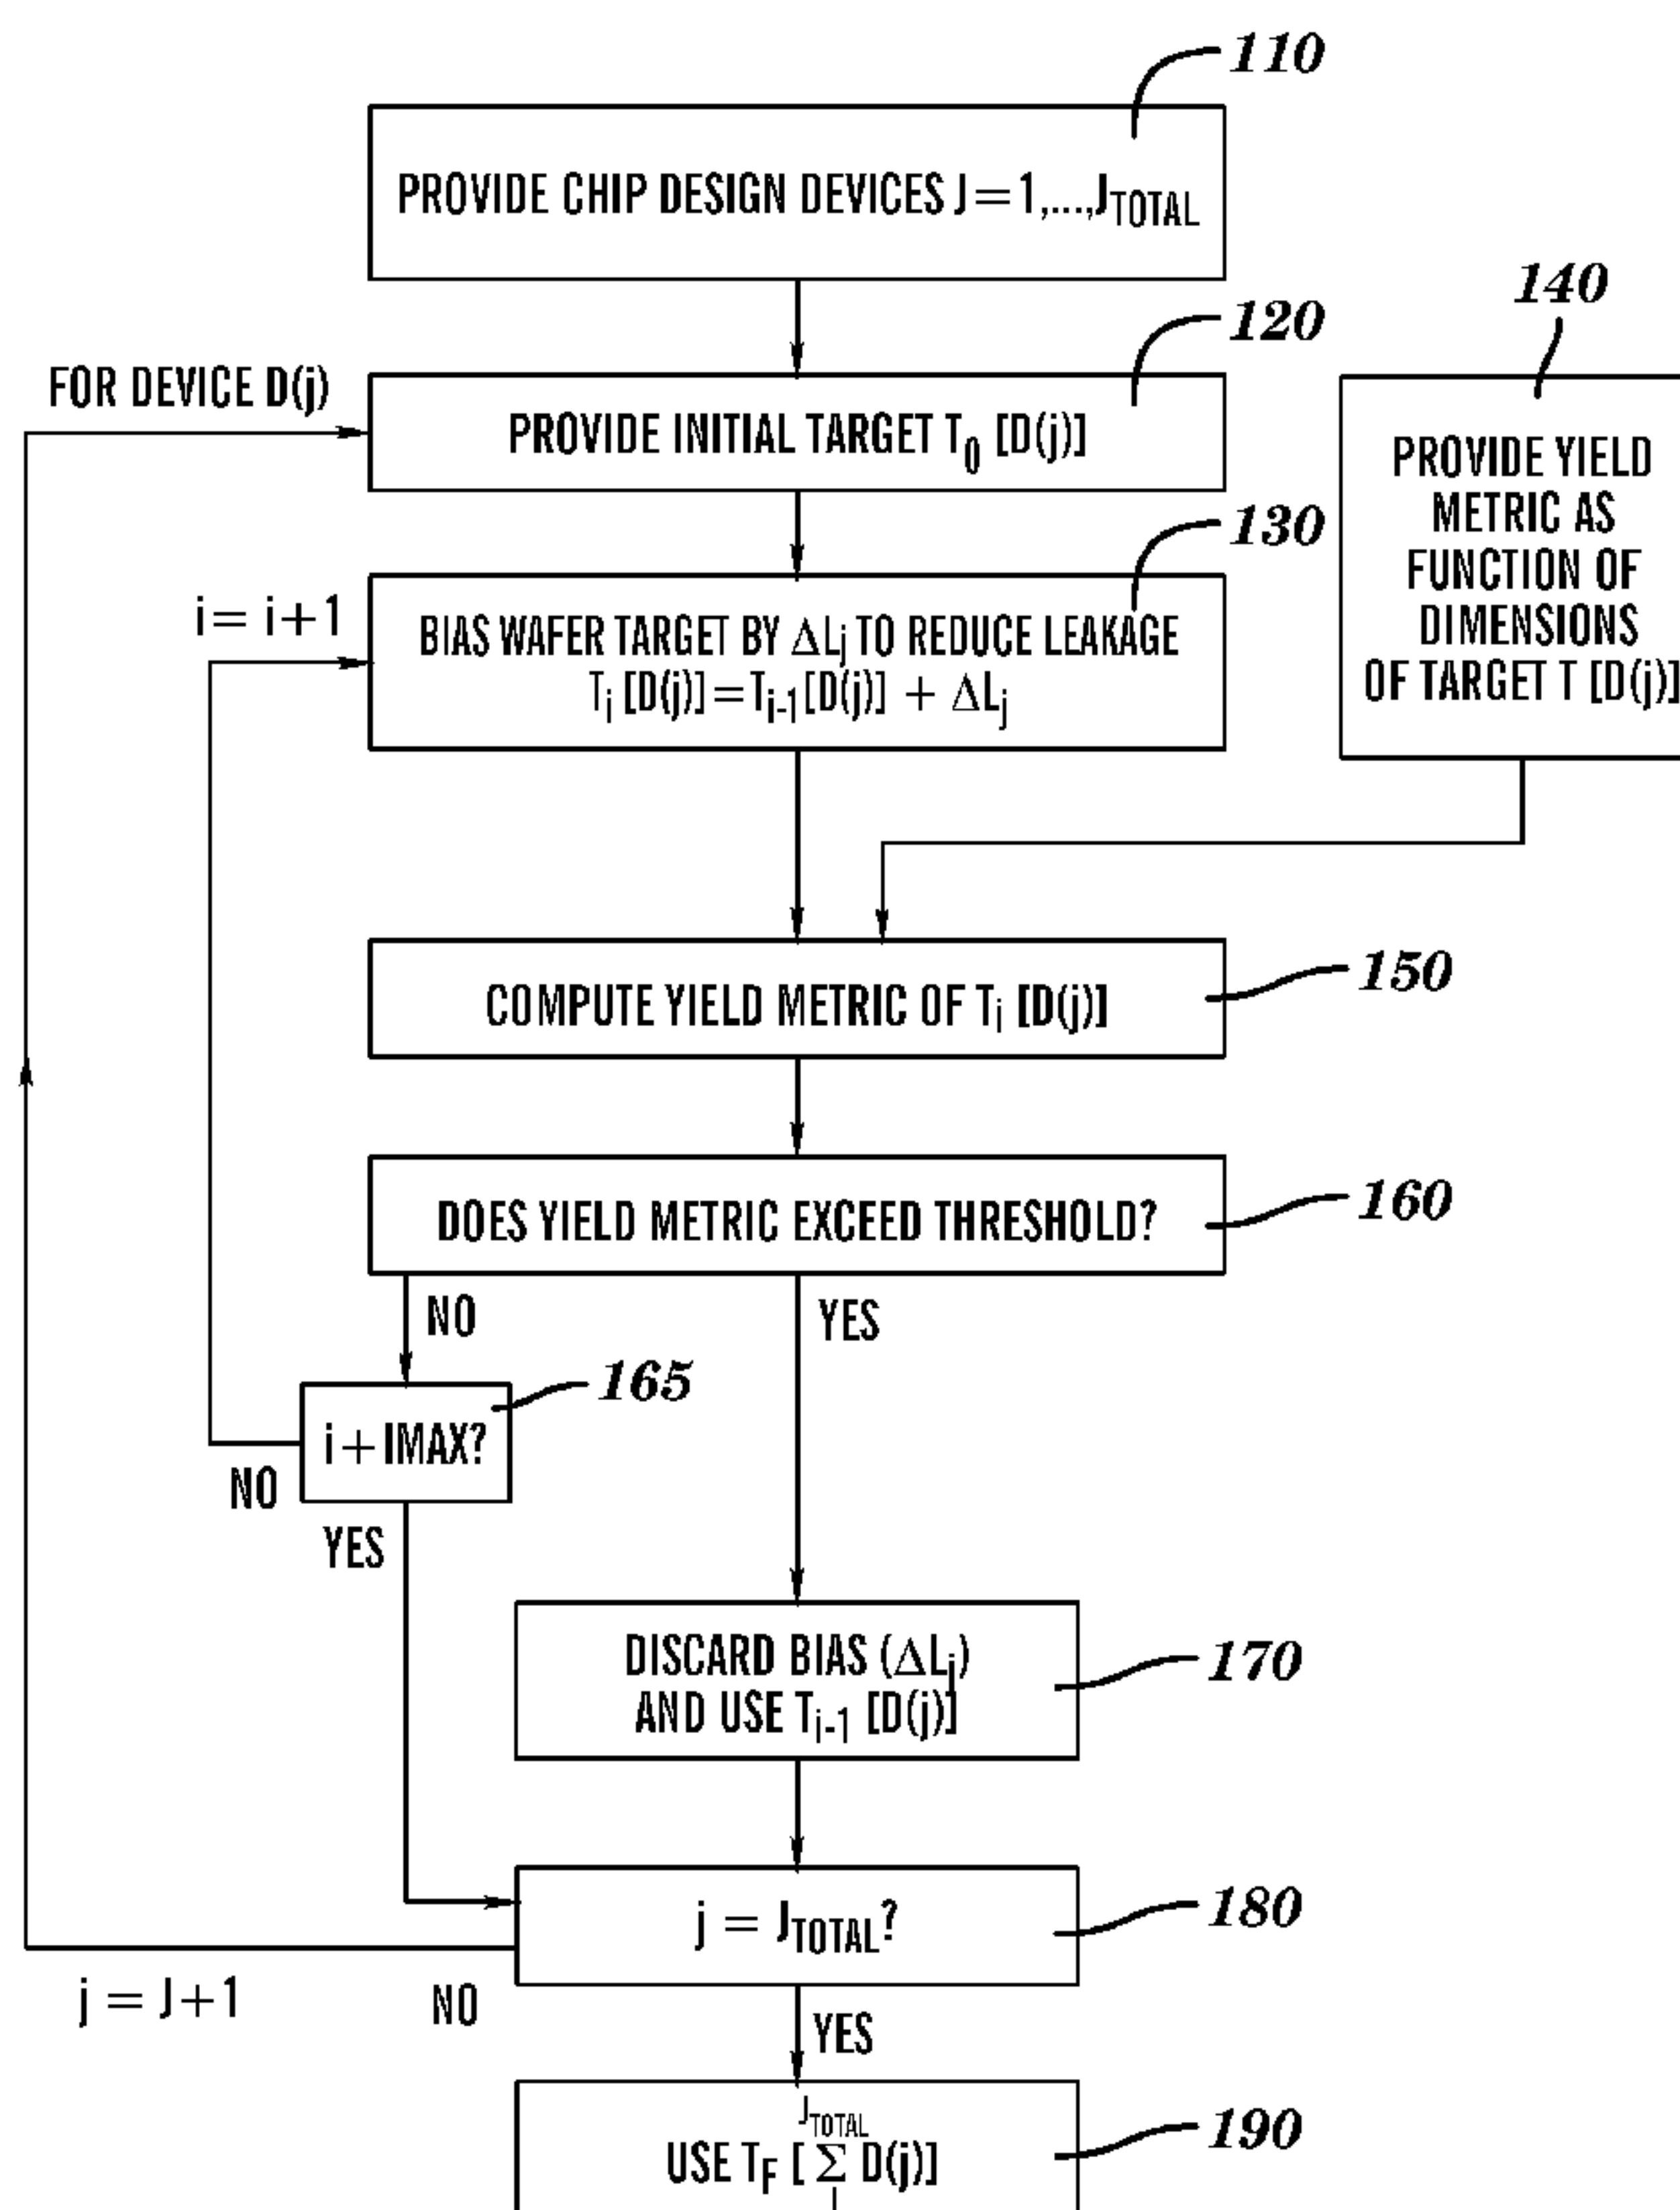 110
PROVIDE CHIP DESIGN DEVICES J=1,...,JTOTAL
120
140
FOR DEVICE D(j)
PROVIDE INITIAL TARGET T0 [D(j)]
PROVIDE YIELD
METRIC AS
FUNCTION OF
DIMENSIONS
OF TARGET T [D(j)]
130
i= i+1
BIAS WAFER TARGET BY ΔLj TO REDUCE LEAKAGE
Ti [D(j)]=Ti-1[D(j)] + ΔLj
COMPUTE YIELD METRIC OF Ti [D(j)]
150
DOES YIELD METRIC EXCEED THRESHOLD?
160
NO
YES
165
i+IMAX?
NO
YES
DISCARD BIAS (ΔLj)
AND USE Ti-1 [D(j)]
170
j = JTOTAL?
180
j = J+1
NO
YES
JTOTAL
USE TF [ Σ D(j)]
190